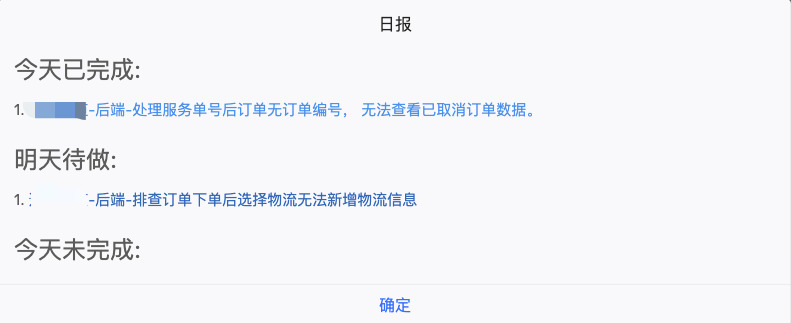 日报
今天已完成:
1. -后端-处理服务单号后订单无订单编号， 无法查看已取消订单数据。
明天待做:
1. -后端-排查订单下单后选择物流无法新增物流信息
今天未完成:
确定